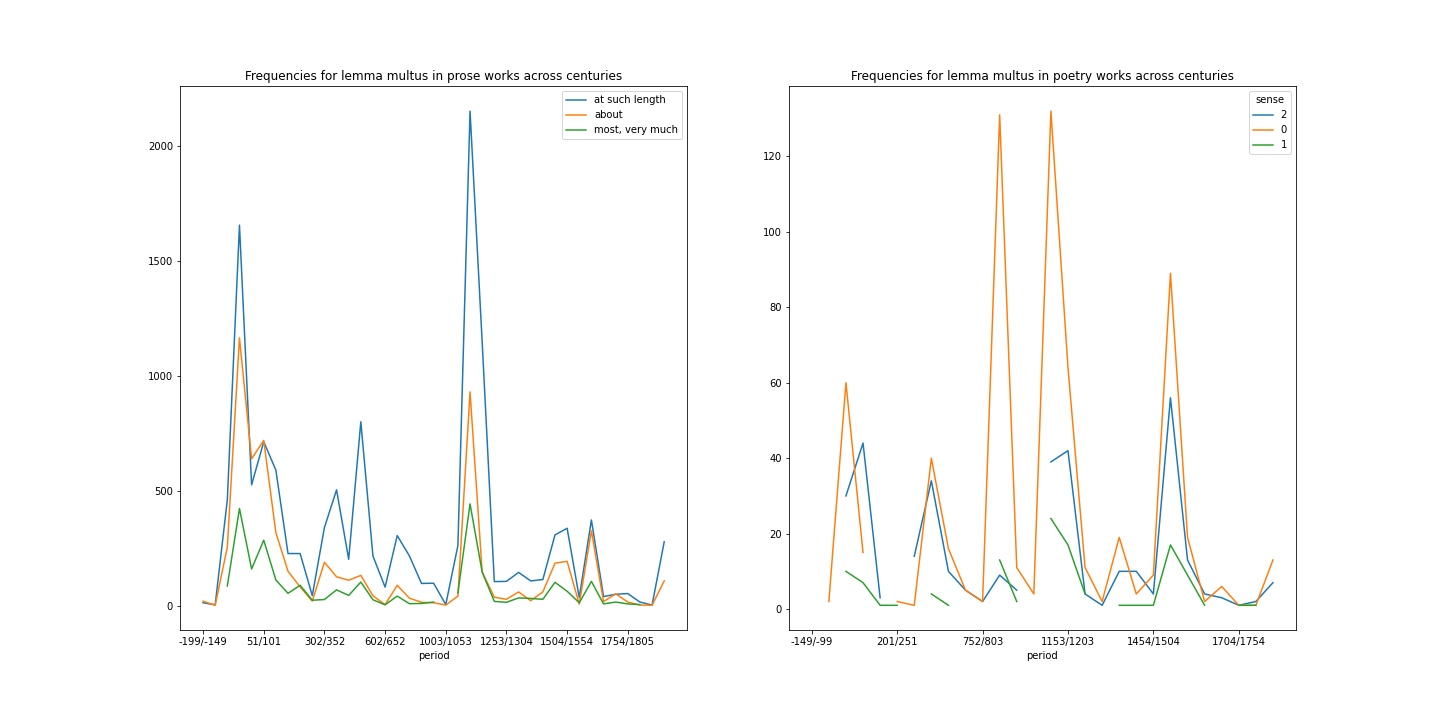 Frequencies for lemma multus in prose works across centuries
at such length
about
most, very much
2000
1500
1000
500
0
-199/-149 51/101 302/352 602/652 1003/1053 1253/1304 1504/1554 1754/1805
period
Frequencies for lemma multus in poetry works across centuries
sense
2
0
1
120
100
80
60
40
20
0
-149/-99 201/251 752/803 1153/1203 1454/1504 1704/1754
period